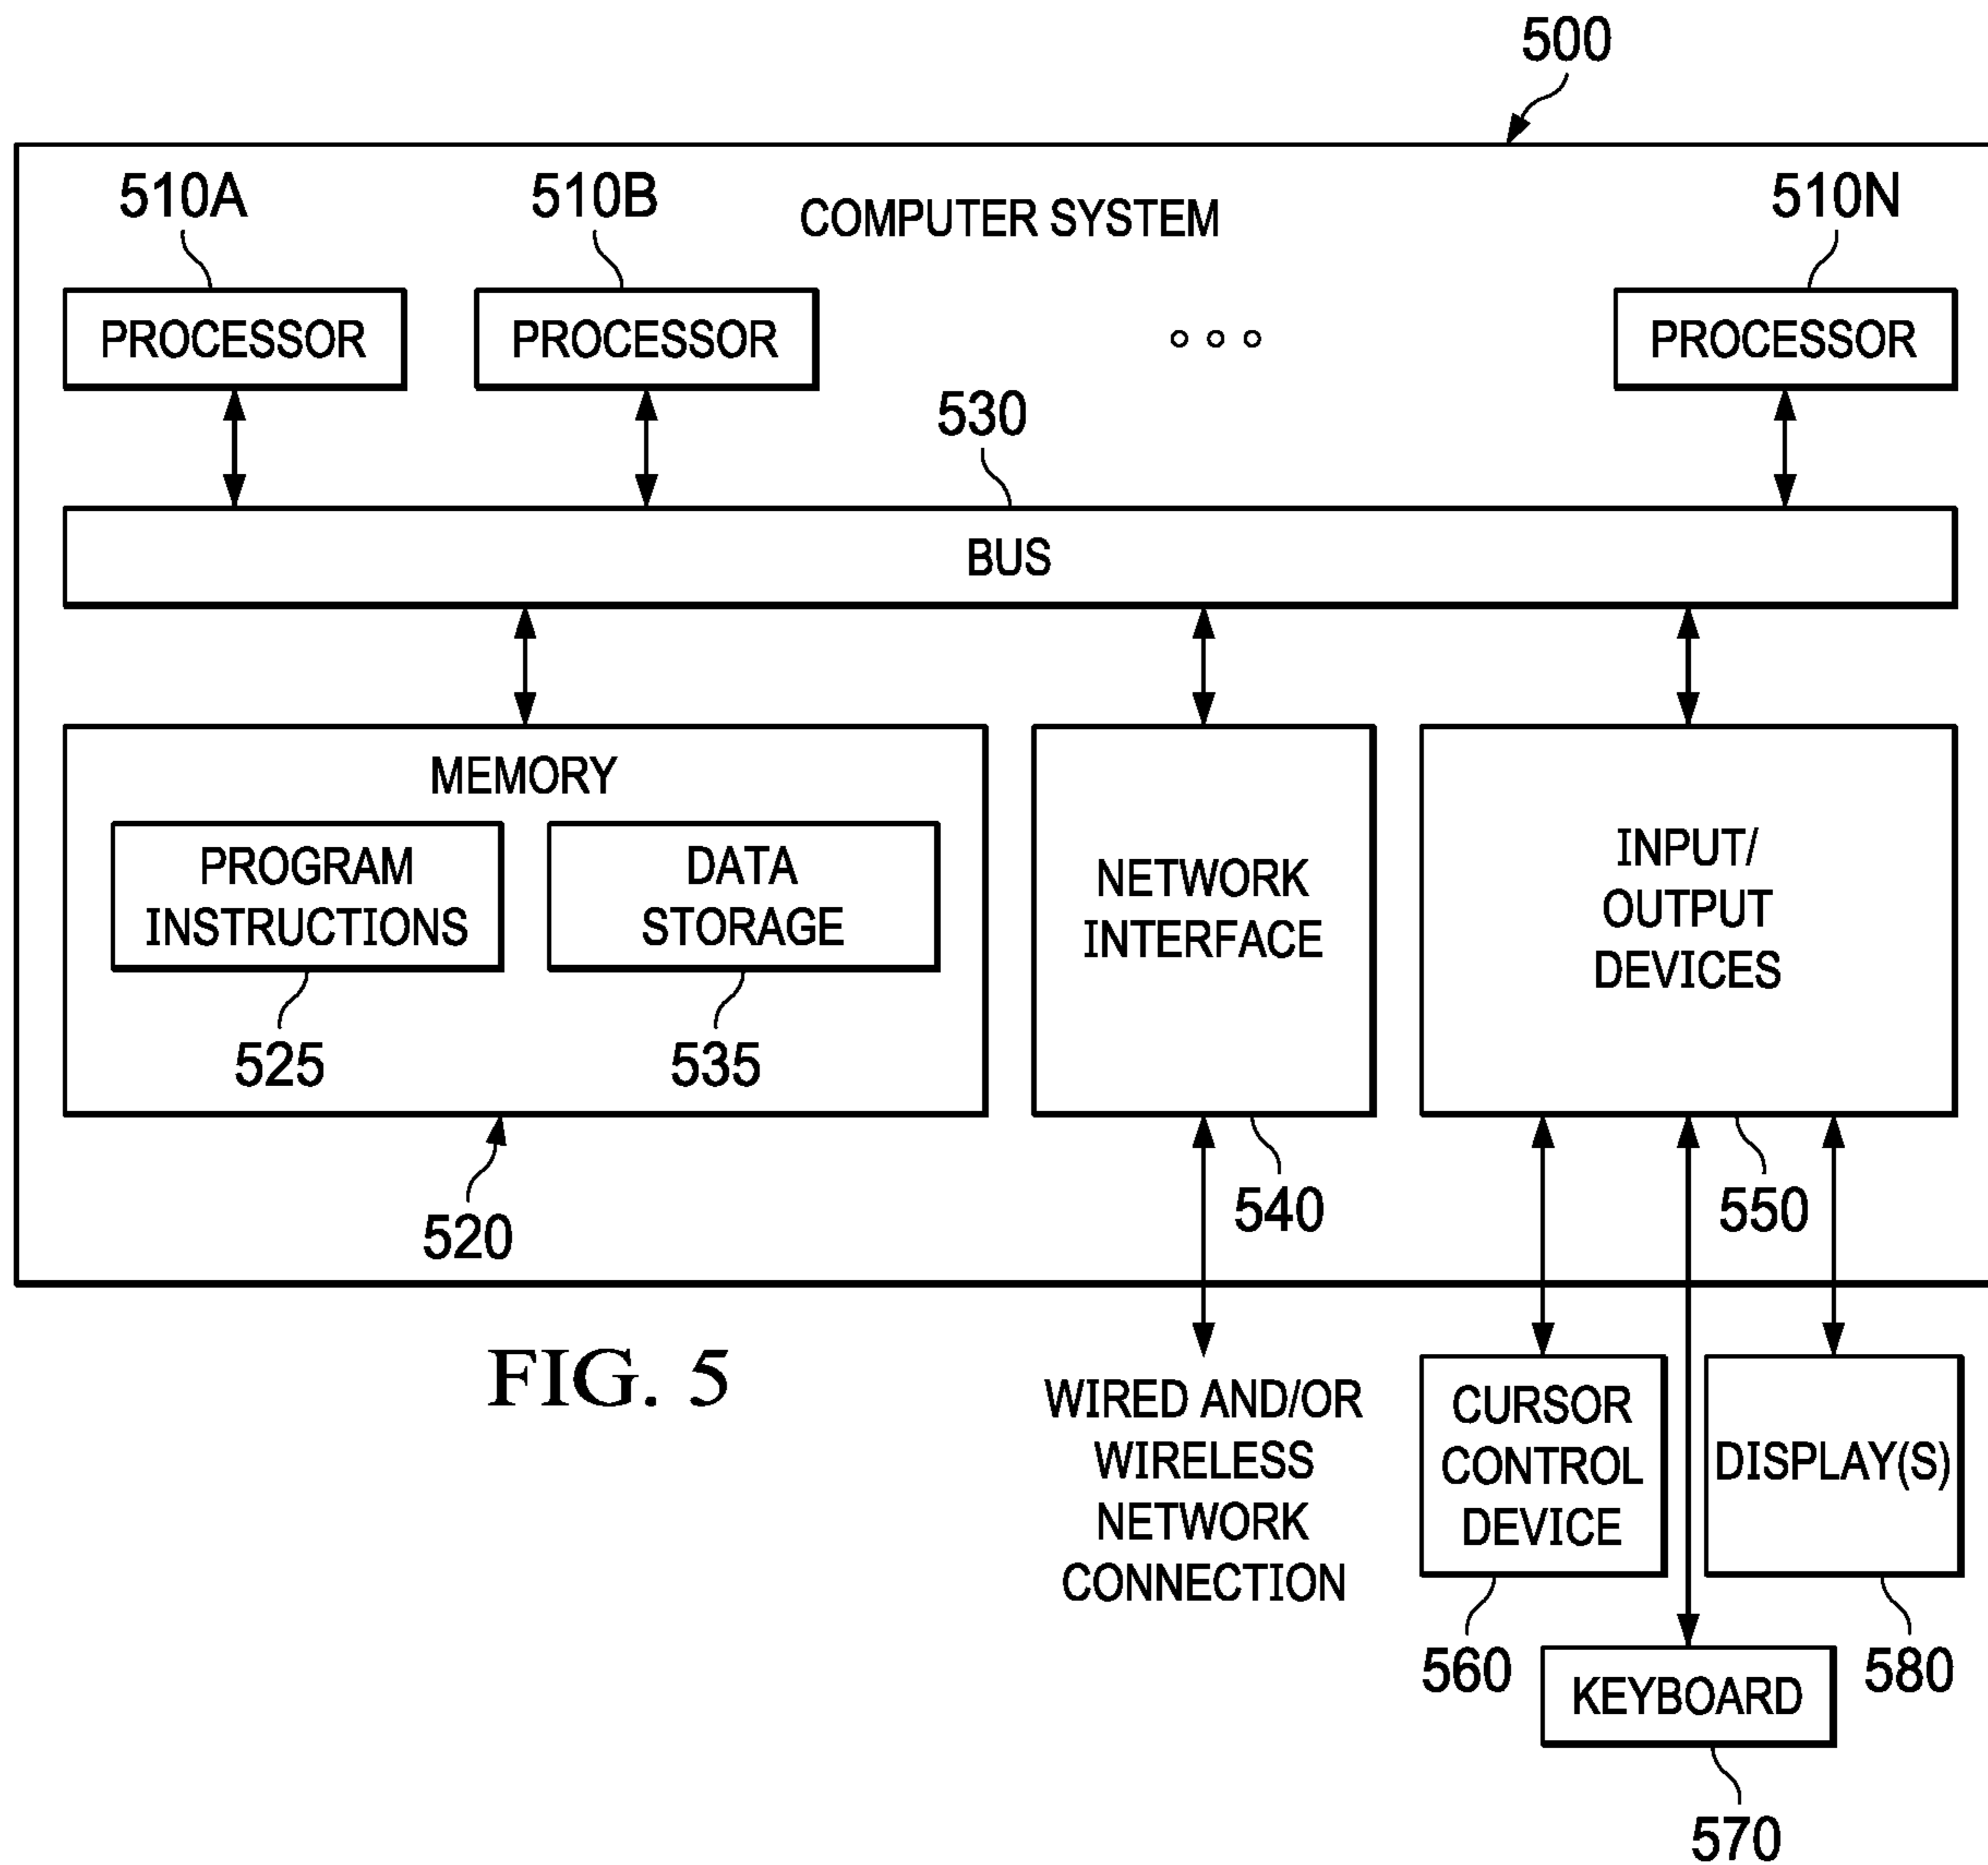 500
510A
510B
COMPUTER SYSTEM
510N
PROCESSOR
PROCESSOR
PROCESSOR
530
BUS
MEMORY
PROGRAM
INSTRUCTIONS
DATA
STORAGE
525
535
520
NETWORK
INTERFACE
540
INPUT/
OUTPUT
DEVICES
550
FIG. 5
WIRED AND/OR
WIRELESS
NETWORK
CONNECTION
CURSOR
CONTROL
DEVICE
560
DISPLAY(S)
580
KEYBOARD
570